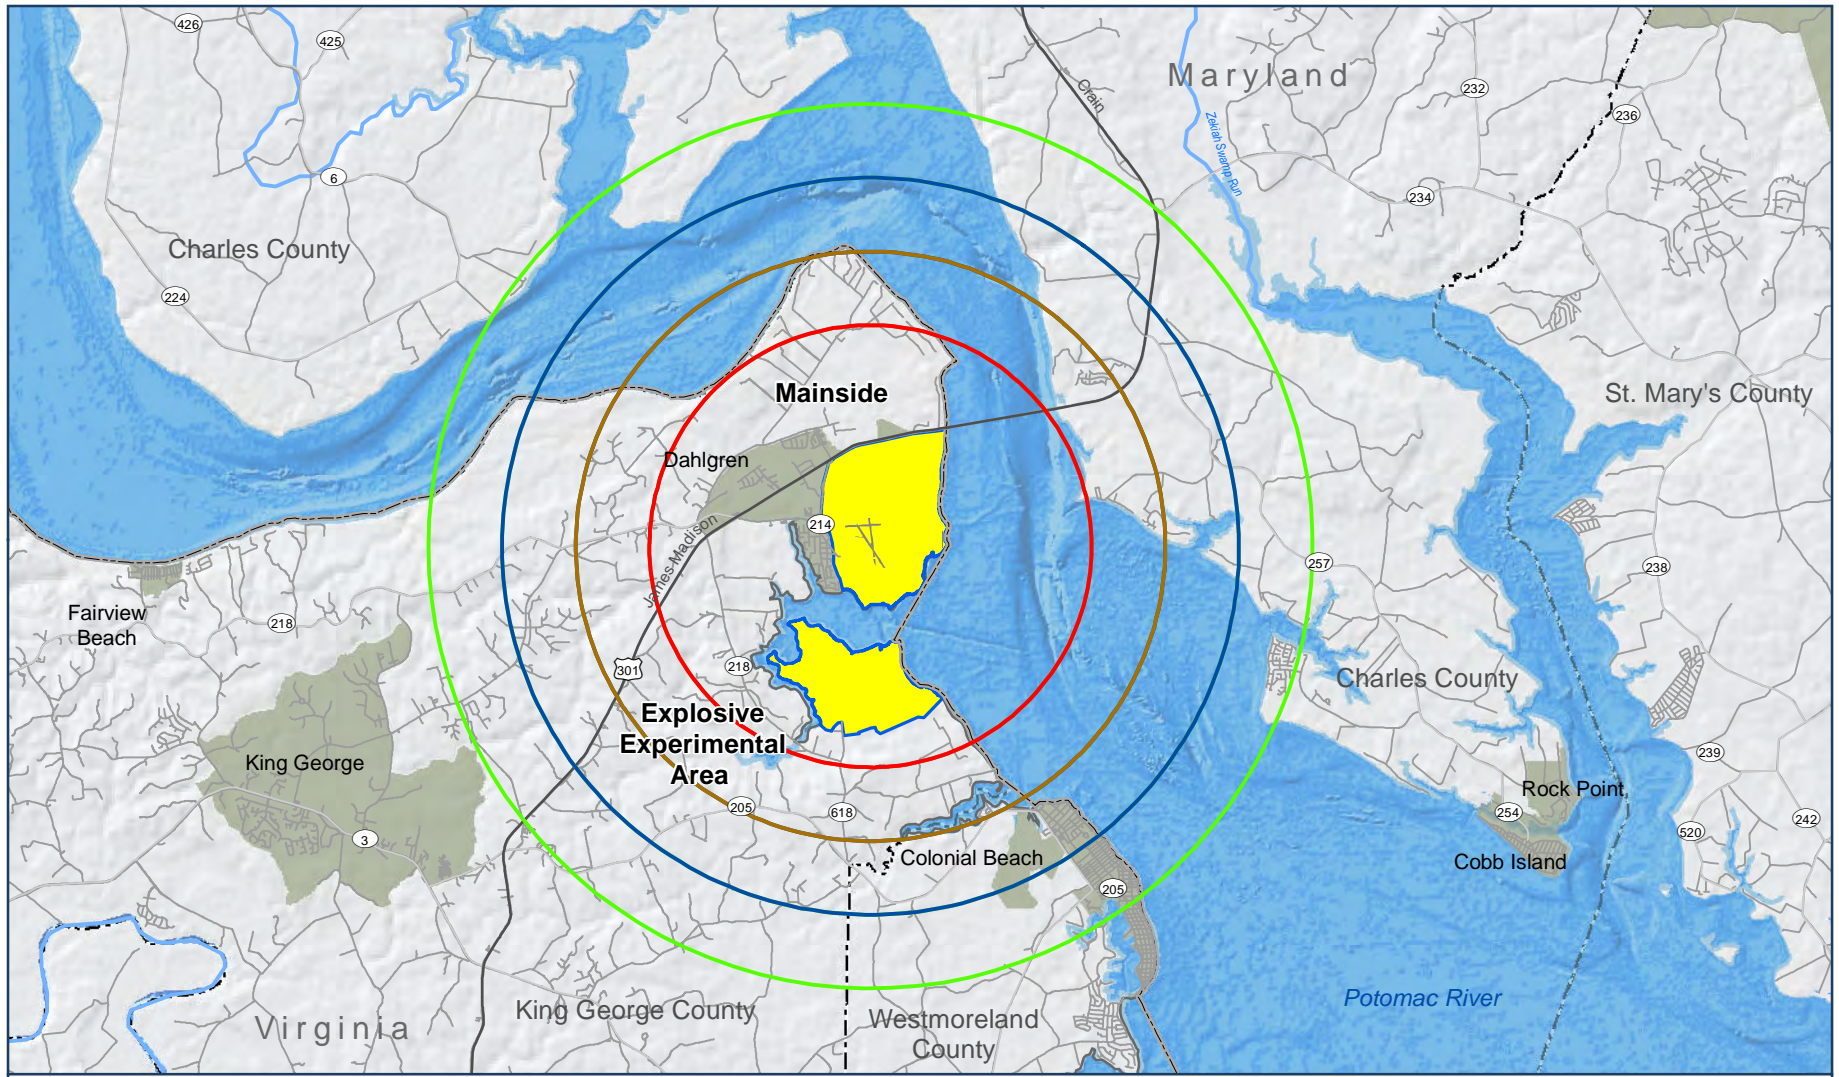 426
425
Maryland
Crain
232
236
Zekiah Swamp Run
6
234
Charles County
224
Mainside
St. Mary's County
Dahlgren
214
James Madison
257
238
Fairview
Beach
218
301
218
Charles County
Explosive
Experimental
Area
King George
239
Rock Point
205
618
254
242
3
520
Colonial Beach
Cobb Island
205
Potomac River
King George County
Virginia
Westmoreland
County